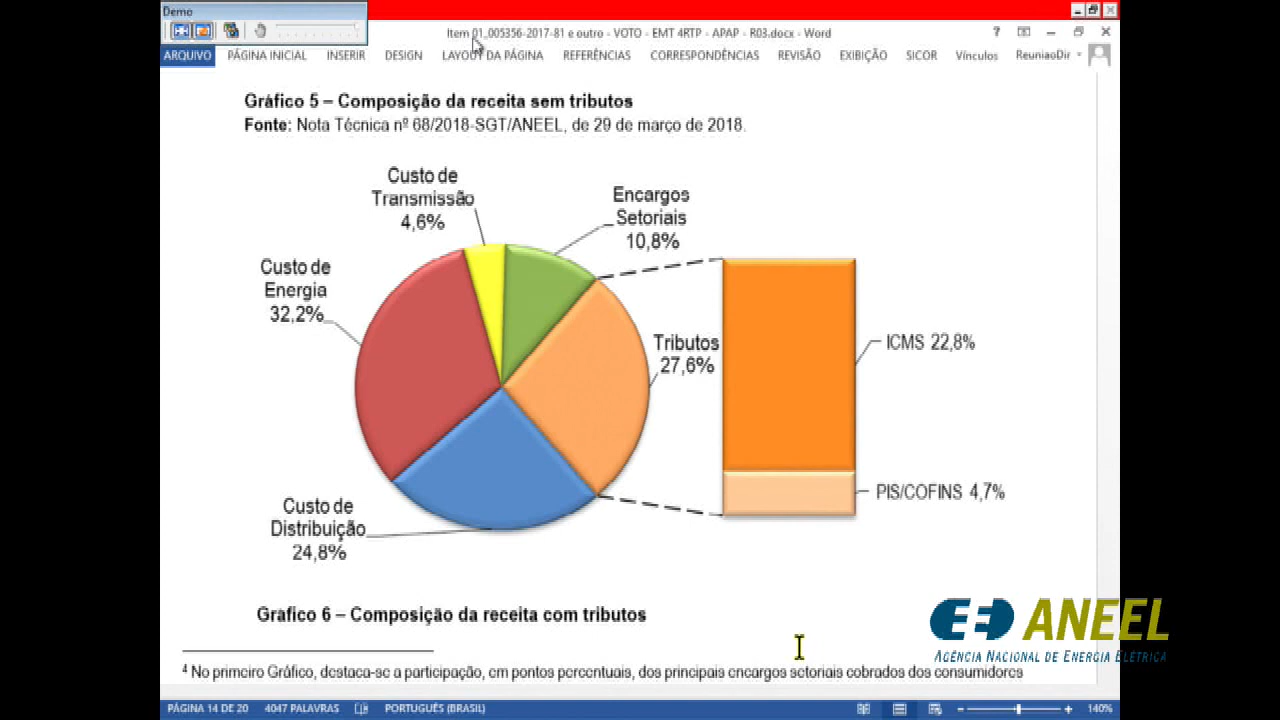 Demo
Item 01_005356-2017-81 e outro - VOTO - EMT 4RTP - APAP - R03.docx - Word
ARQUIVO PÁGINA INICIAL INSERIR DESIGN LAYOUT DA PÁGINA REFERÊNCIAS CORRESPONDÊNCIAS REVISÃO EXIBIÇÃO SICOR Vínculos ReuniaoDir
Gráfico 5 – Composição da receita sem tributos
Fonte: Nota Técnica nº 68/2018-SGT/ANEEL, de 29 de março de 2018.
Custo de
Transmissão
4,6%
Encargos
Setoriais
10,8%
Custo de
Energia
32,2%
Tributos
27,6%
ICMS 22,8%
PIS/COFINS 4,7%
Custo de
Distribuição
24,8%
Gráfico 6 – Composição da receita com tributos
ANEEL
AGÊNCIA NACIONAL DE ENERGIA ELÉTRICA
4 No primeiro Gráfico, destaca-se a participação, em pontos percentuais, dos principais encargos setoriais cobrados dos consumidores
PÁGINA 14 DE 20 4047 PALAVRAS PORTUGUÊS (BRASIL) 140%